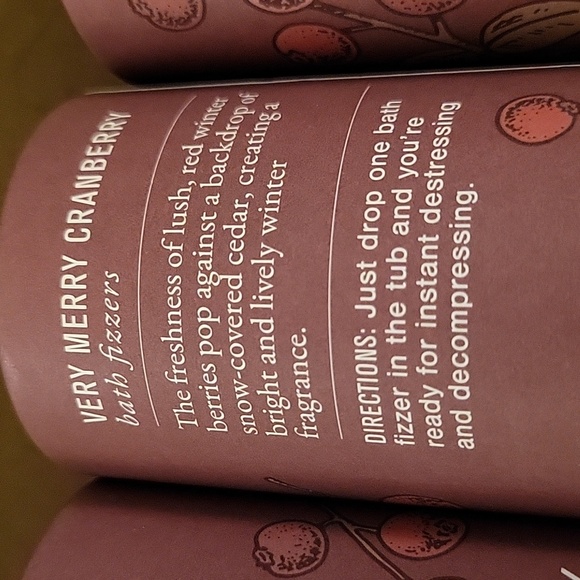 VERY MERRY CRANBERRY
bath fizzers
The freshness of lush, red winter
berries pop against a backdrop of
snow-covered cedar, creating a
bright and lively winter
fragrance.
DIRECTIONS: Just drop one bath
fizzer in the tub and you're
ready for instant destressing
and decompressing.